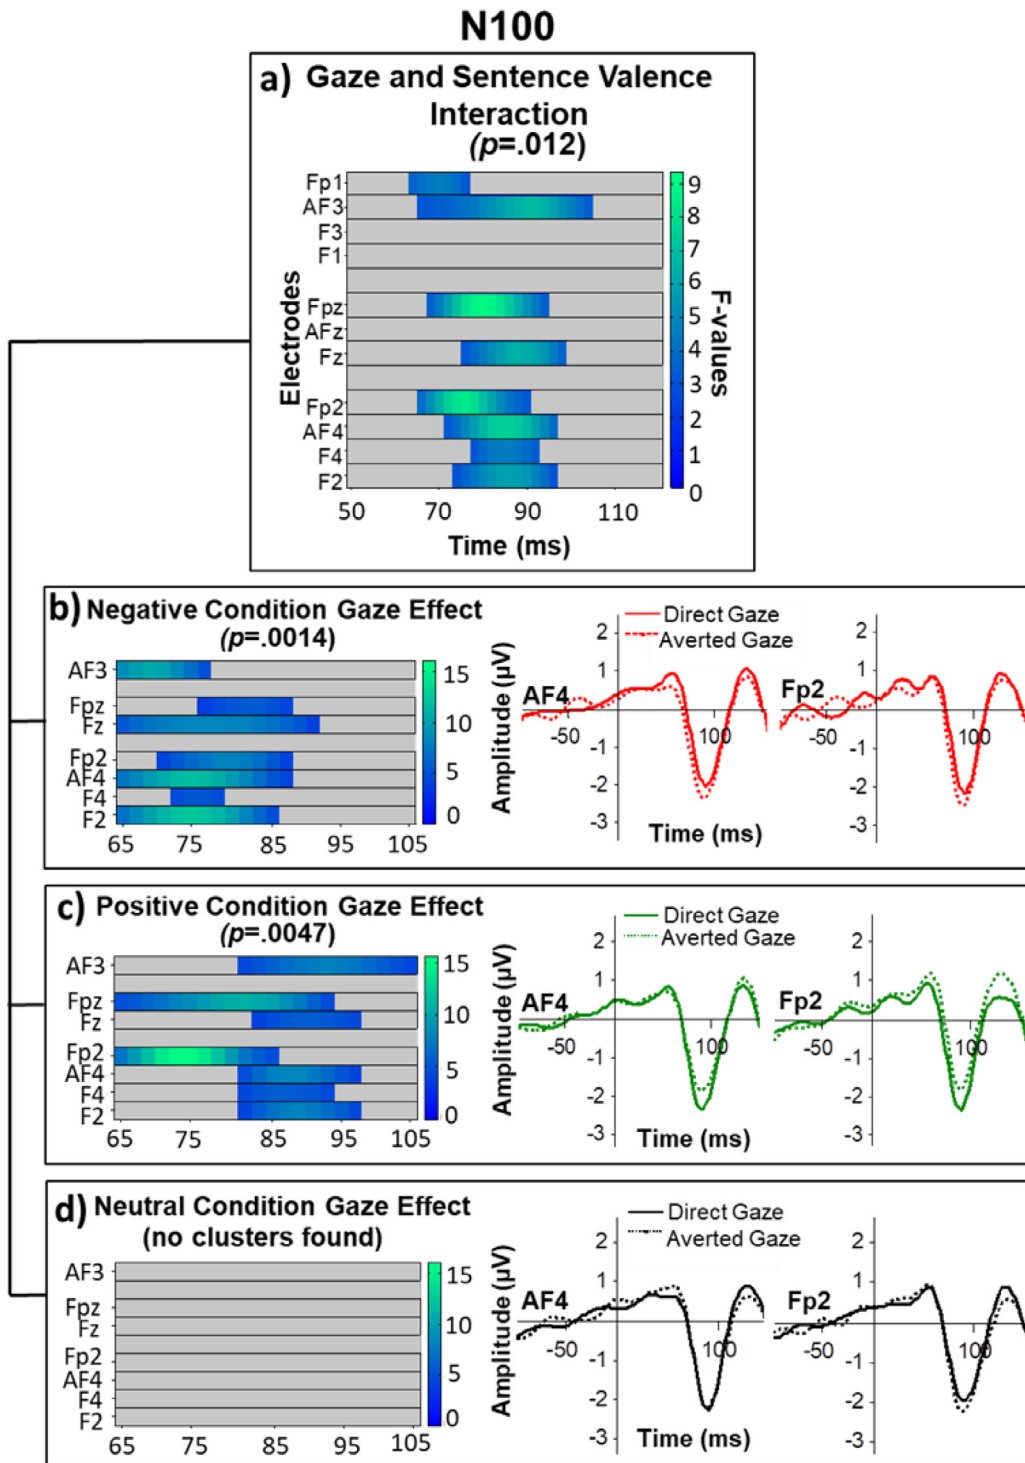 N100
a) Gaze and Sentence Valence
Interaction
(p=.012)
Electrodes
Fp1
AF3
F3
F1
Fpz
AFz
Fz
Fp2
AF4
F4
F2
50 70 90 110
Time (ms)
9
8
7
6
5
4
3
2
1
0
F-values
b) Negative Condition Gaze Effect
(p=.0014)
AF3
Fpz
Fz
Fp2
AF4
F4
F2
65 75 85 95 105
15
10
5
0
Direct Gaze
Averted Gaze
Amplitude (µV)
AF4
2
1
-1
-2
-3
-50 100
Time (ms)
Fp2
2
1
-1
-2
-3
-50 100
c) Positive Condition Gaze Effect
(p=.0047)
AF3
Fpz
Fz
Fp2
AF4
F4
F2
65 75 85 95 105
15
10
5
0
Direct Gaze
Averted Gaze
Amplitude (µV)
AF4
2
1
-1
-2
-3
-50 100
Time (ms)
Fp2
2
1
-1
-2
-3
-50 100
d) Neutral Condition Gaze Effect
(no clusters found)
AF3
Fpz
Fz
Fp2
AF4
F4
F2
65 75 85 95 105
15
10
5
0
Direct Gaze
Averted Gaze
Amplitude (µV)
AF4
2
1
-1
-2
-3
-50 100
Time (ms)
Fp2
2
1
-1
-2
-3
-50 100